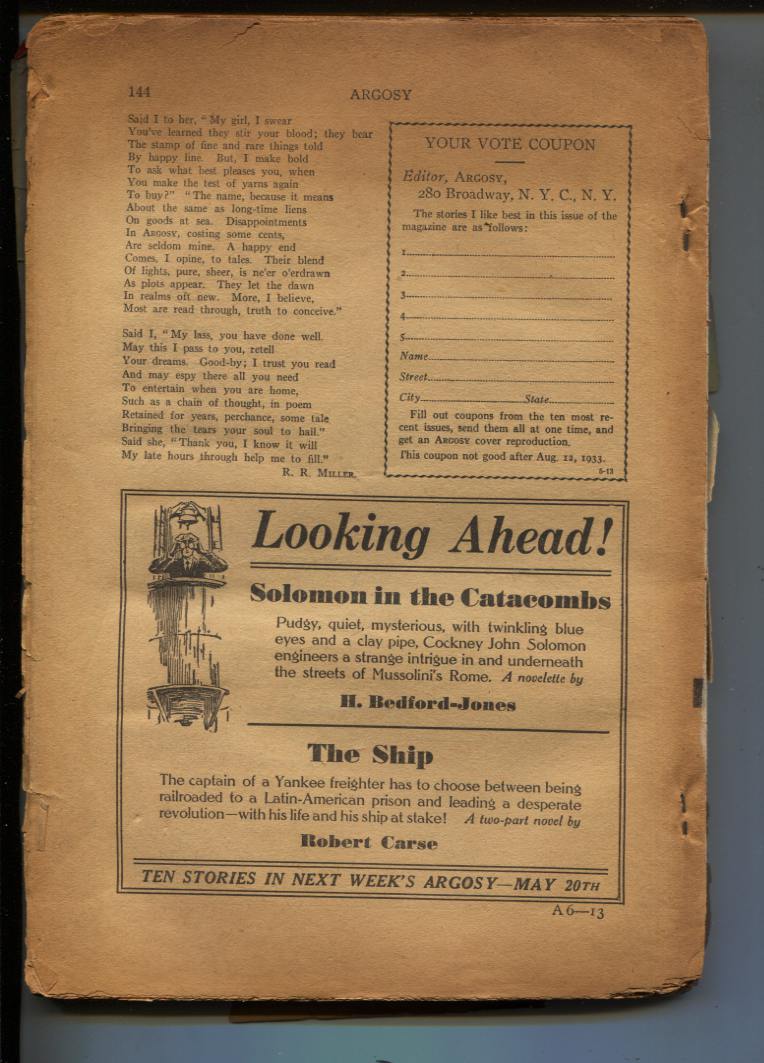 144
ARGOSY
Said I to her, "My girl, I swear
You've learned they stir your blood; they bear
The stamp of fine and rare things told
By happy line. But, I make bold
To ask what best pleases you, when
You make the test of yarns again
To buy?" "The name, because it means
About the same as long-time liens
On goods at sea. Disappointments
In ARGOSY, costing some cents,
Are seldom mine. A happy end
Comes, I opine, to tales. Their blend
Of lights, pure, sheer, is ne'er o'erdrawn
As plots appear. They let the dawn
In realms oft new. More, I believe,
Most are read through, truth to conceive."
Said I, "My lass, you have done well.
May this I pass to you, retell
Your dreams. Good-by; I trust you read
And may espy there all you need
To entertain when you are home,
Such as a chain of thought, in poem
Retained for years, perchance, some tale
Bringing the tears your soul to hail."
Said she, "Thank you, I know it will
My late hours through help me to fill."
R. R. MILLER.
YOUR VOTE COUPON
Editor, ARGOSY,
280 Broadway, N. Y. C., N. Y.
The stories I like best in this issue of the
magazine are as follows:
1
2
3
4
5
Name
Street
City State
Fill out coupons from the ten most re-
cent issues, send them all at one time, and
get an ARGOSY cover reproduction.
This coupon not good after Aug. 12, 1933.
5-13
Looking Ahead!
Solomon in the Catacombs
Pudgy, quiet, mysterious, with twinkling blue
eyes and a clay pipe, Cockney John Solomon
engineers a strange intrigue in and underneath
the streets of Mussolini's Rome. A novelette by
H. Bedford-Jones
The Ship
The captain of a Yankee freighter has to choose between being
railroaded to a Latin-American prison and leading a desperate
revolution—with his life and his ship at stake! A two-part novel by
Robert Carse
TEN STORIES IN NEXT WEEK'S ARGOSY—MAY 20TH
A 6—13